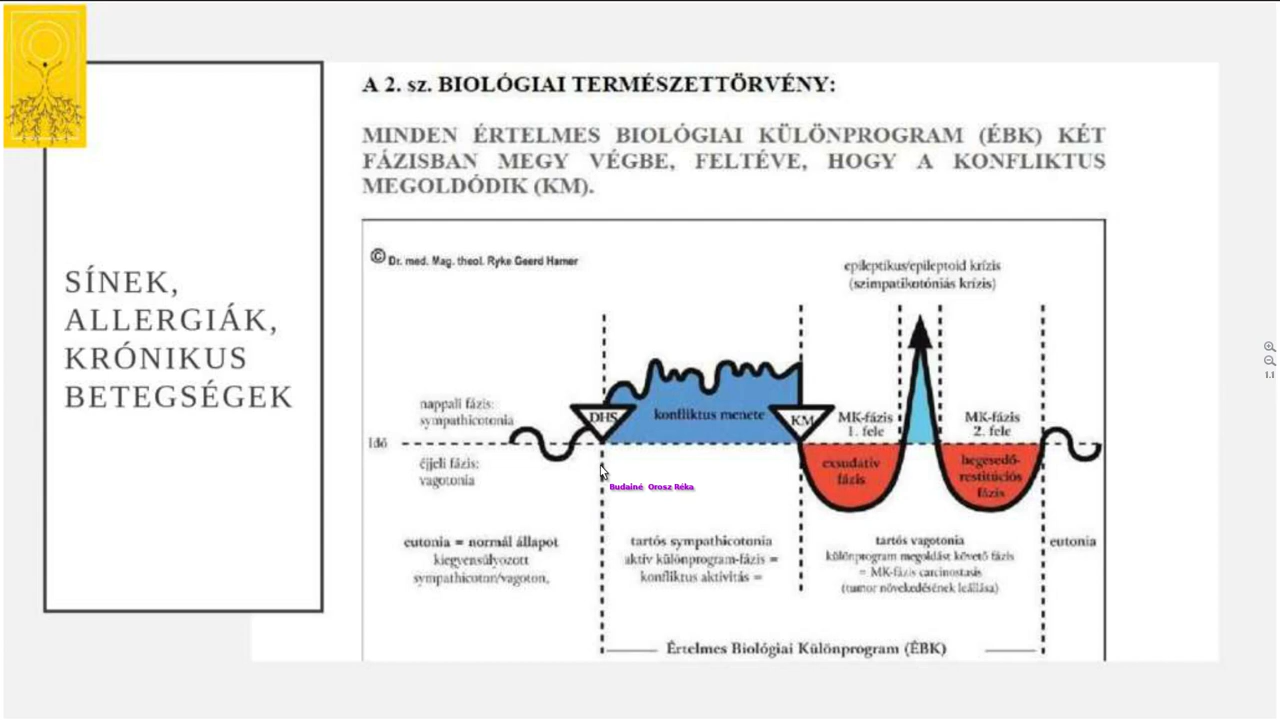 SÍNEK,
ALLERGIÁK,
KRÓNIKUS
BETEGSÉGEK
A 2. sz. BIOLÓGIAI TERMÉSZETTÖRVÉNY:
MINDEN ÉRTELMES BIOLÓGIAI KÜLÖNPROGRAM (ÉBK) KÉT
FÁZISBAN MEGY VÉGBE, FELTÉVE, HOGY A KONFLIKTUS
MEGOLDÓDIK (KM).
© Dr. med. Mag. theol. Ryke Geerd Hamer
epileptikus/epileptoid krízis
(szimpatikotóniás krízis)
nappali fázis:
sympathicotonia
DHS
konfliktus menete
KM
MK-fázis
1. fele
MK-fázis
2. fele
Idő
éjjeli fázis:
vagotonia
exsudatív
fázis
hegesedő-
restitúciós
fázis
Budainé Orosz Réka
eutonia = normál állapot
kiegyensúlyozott
sympathicoton/vagoton,
tartós sympathicotonia
aktív különprogram-fázis =
konfliktus aktivitás =
tartós vagotonia
különprogram megoldást követő fázis
= MK-fázis carcinostasis
(tumor növekedésének leállása)
eutonia
Értelmes Biológiai Különprogram (ÉBK)
1.1